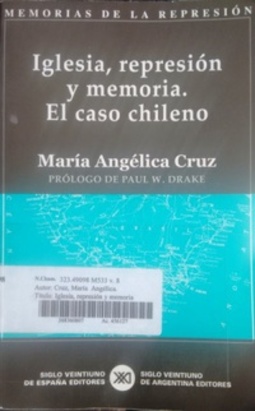 MEMORIAS DE LA REPRESIÓN
Iglesia, represión
y memoria.
El caso chileno
María Angélica Cruz
PRÓLOGO DE PAUL W. DRAKE
Autor: Cruz, María Angélica.
Título: Iglesia, represión y memoria
SIGLO VEINTIUNO
DE ESPAÑA EDITORES
XXI
SIGLO VEINTIUNO
DE ARGENTINA EDITORES